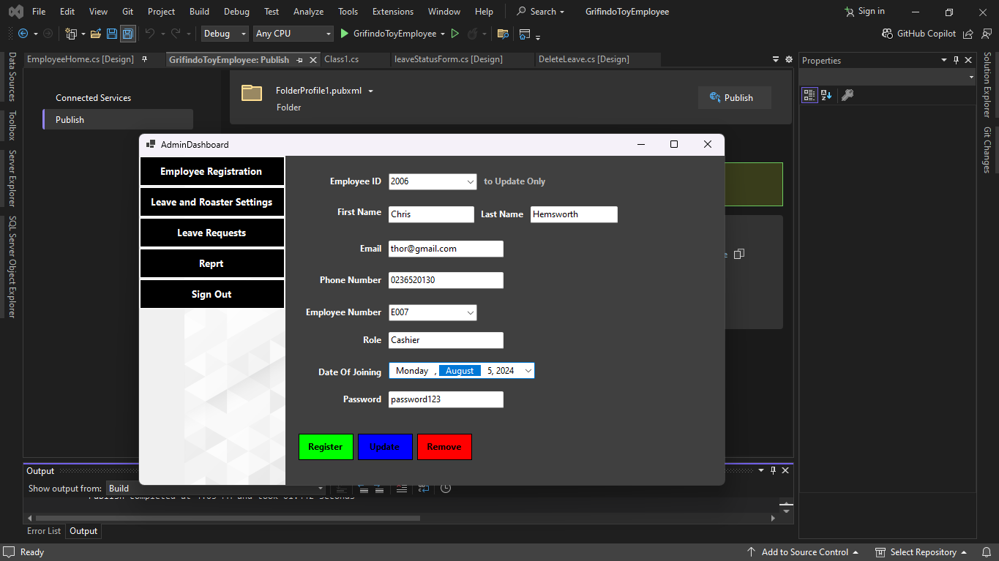 File Edit View Git Project Build Debug Test Analyze Tools Extensions Window Help Search GrifindoToyEmployee Sign in
Debug Any CPU GrifindoToyEmployee GitHub Copilot
EmployeeHome.cs [Design] GrifindoToyEmployee: Publish Class1.cs leaveStatusForm.cs [Design] DeleteLeave.cs [Design]
Properties
Data Sources
Toolbox
Server Explorer
SQL Server Object Explorer
Solution Explorer
Git Changes
Connected Services
Publish
FolderProfile1.pubxml
Folder
Publish
AdminDashboard
Employee Registration
Leave and Roaster Settings
Leave Requests
Reprt
Sign Out
Employee ID 2006 to Update Only
First Name Chris Last Name Hemsworth
Email thor@gmail.com
Phone Number 0236520130
Employee Number E007
Role Cashier
Date Of Joining Monday , August 5, 2024
Password password123
Register Update Remove
Output
Show output from: Build
Error List Output
Ready Add to Source Control Select Repository